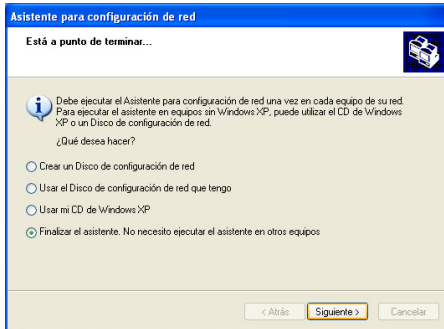 Asistente para configuración de red
Está a punto de terminar...
Debe ejecutar el Asistente para configuración de red una vez en cada equipo de su red.
Para ejecutar el asistente en equipos sin Windows XP, puede utilizar el CD de Windows
XP o un Disco de configuración de red.
¿Qué desea hacer?
Crear un Disco de configuración de red
Usar el Disco de configuración de red que tengo
Usar mi CD de Windows XP
Finalizar el asistente. No necesito ejecutar el asistente en otros equipos
< Atrás Siguiente > Cancelar